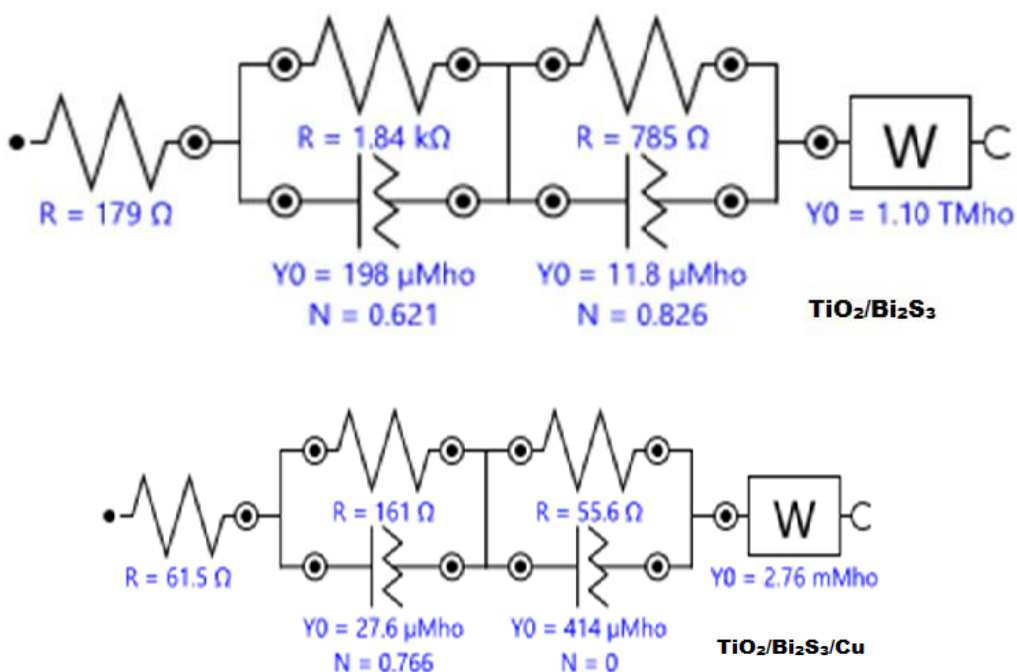 R = 1.84 kΩ
R = 785 Ω
W
R = 179 Ω
Y0 = 1.10 TMho
Y0 = 198 μMho
Y0 = 11.8 μMho
N = 0.621
N = 0.826
TiO₂/Bi₂S₃
R = 161 Ω
R = 55.6 Ω
W
R = 61.5 Ω
Y0 = 2.76 mMho
Y0 = 27.6 μMho
Y0 = 414 μMho
N = 0.766
N = 0
TiO₂/Bi₂S₃/Cu